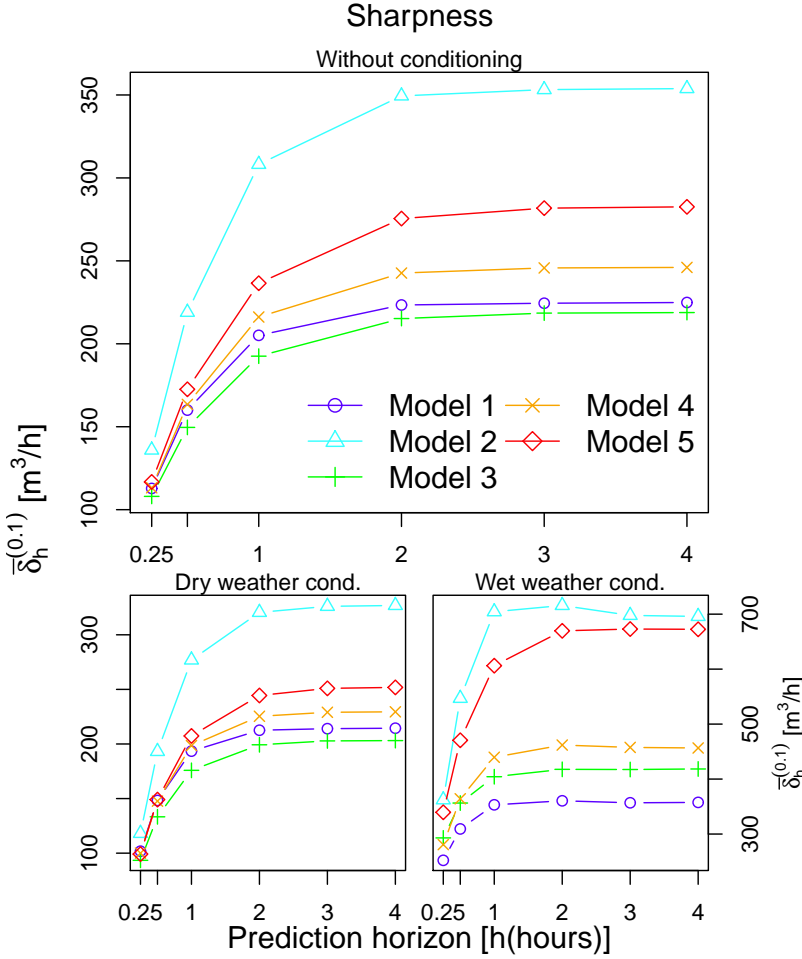 Sharpness
Without conditioning
350
300
250
200
150
100
δ̅h(0.1) [m3/h]
Model 1
Model 2
Model 3
Model 4
Model 5
0.25 1 2 3 4
Dry weather cond.
300
200
100
0.25 1 2 3 4
Wet weather cond.
700
500
300
δ̅h(0.1) [m3/h]
0.25 1 2 3 4
Prediction horizon [h(hours)]